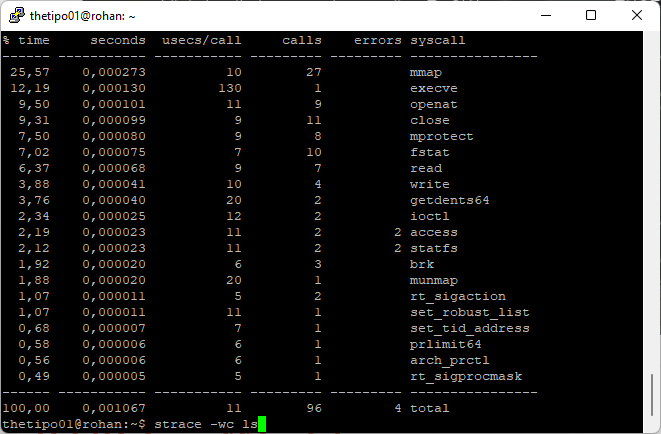 thetipo01@rohan: ~
% time     seconds  usecs/call     calls    errors syscall
------ ----------- ----------- --------- --------- ----------------
 25,57    0,000273          10        27           mmap
 12,19    0,000130         130         1           execve
  9,50    0,000101          11         9           openat
  9,31    0,000099           9        11           close
  7,50    0,000080           9         8           mprotect
  7,02    0,000075           7        10           fstat
  6,37    0,000068           9         7           read
  3,88    0,000041          10         4           write
  3,76    0,000040          20         2           getdents64
  2,34    0,000025          12         2           ioctl
  2,19    0,000023          11         2         2 access
  2,12    0,000023          11         2         2 statfs
  1,92    0,000020           6         3           brk
  1,88    0,000020          20         1           munmap
  1,07    0,000011           5         2           rt_sigaction
  1,07    0,000011          11         1           set_robust_list
  0,68    0,000007           7         1           set_tid_address
  0,58    0,000006           6         1           prlimit64
  0,56    0,000006           6         1           arch_prctl
  0,49    0,000005           5         1           rt_sigprocmask
------ ----------- ----------- --------- --------- ----------------
100,00    0,001067          11        96         4 total
thetipo01@rohan:~$ strace -wc ls